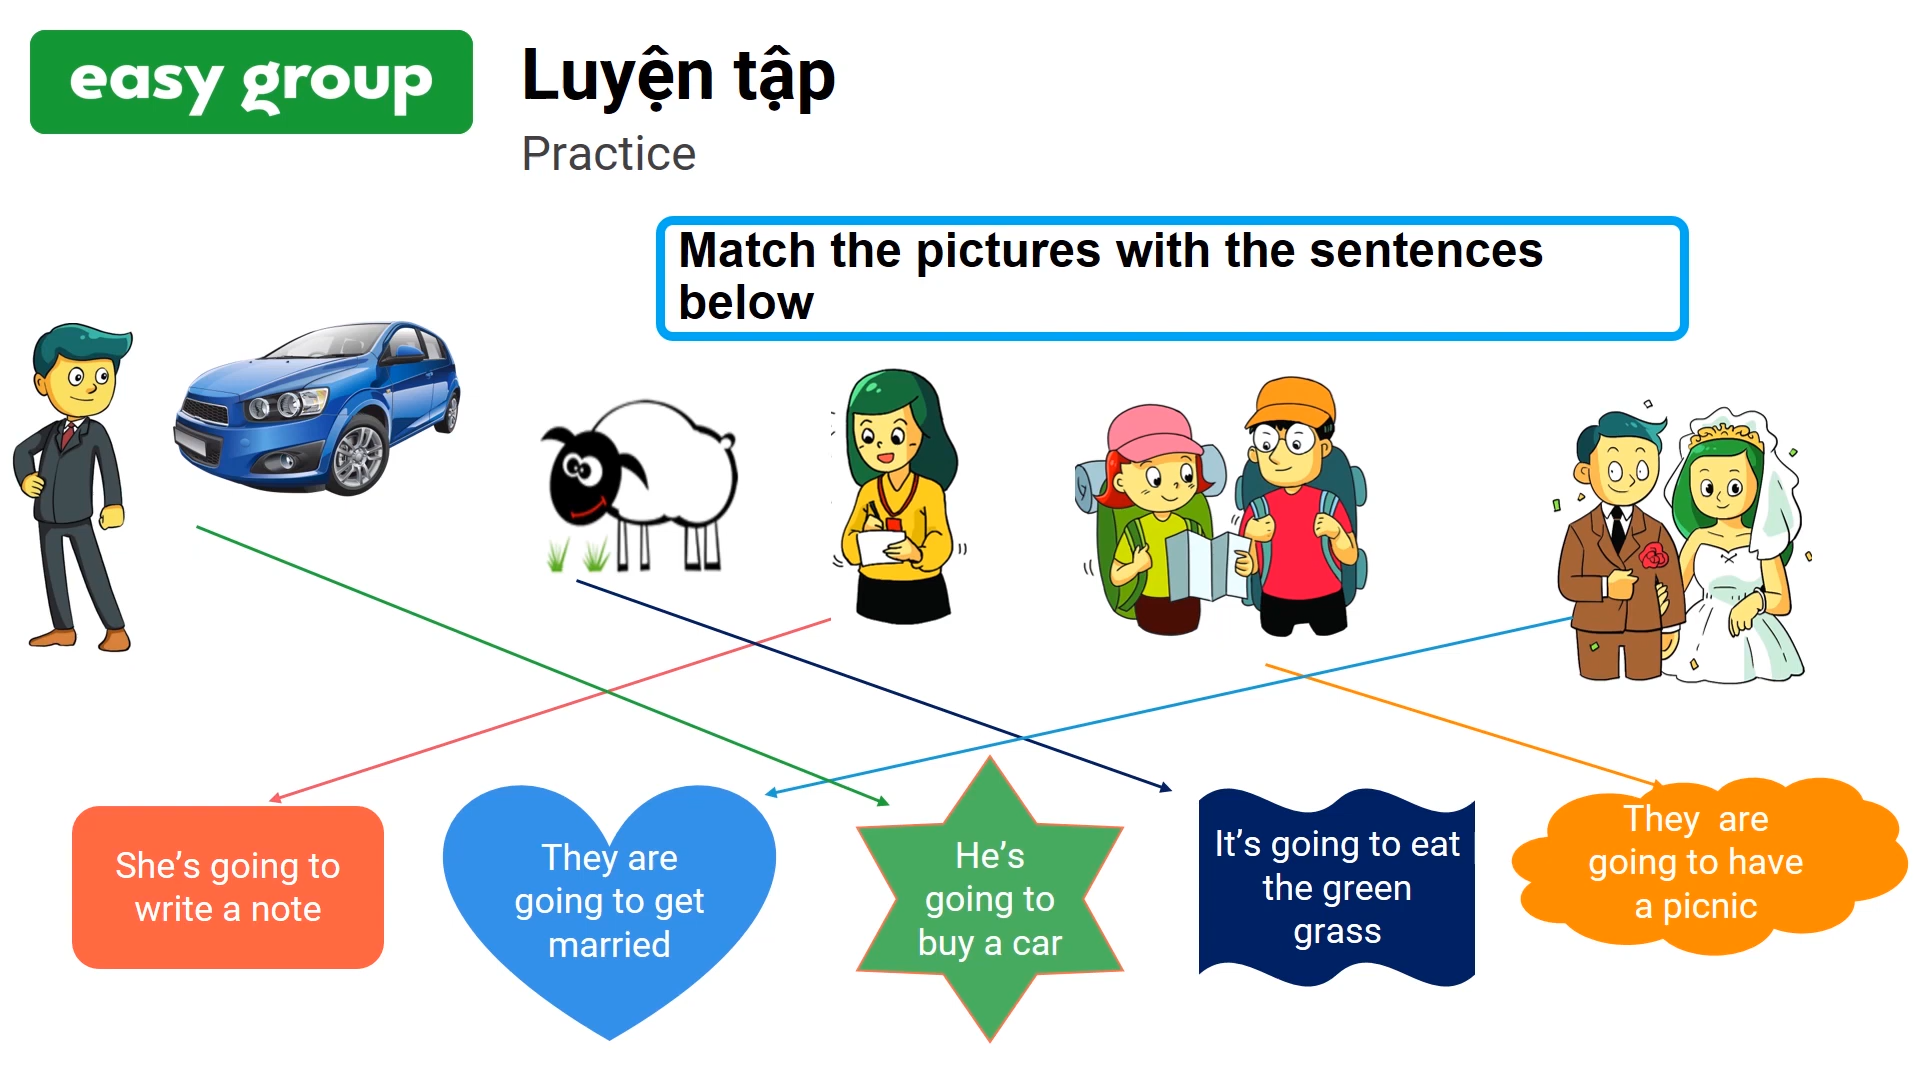 easy group
Luyện tập
Practice
Match the pictures with the sentences
below
She’s going to
write a note
They are
going to get
married
He’s
going to
buy a car
It’s going to eat
the green
grass
They  are
going to have
a picnic